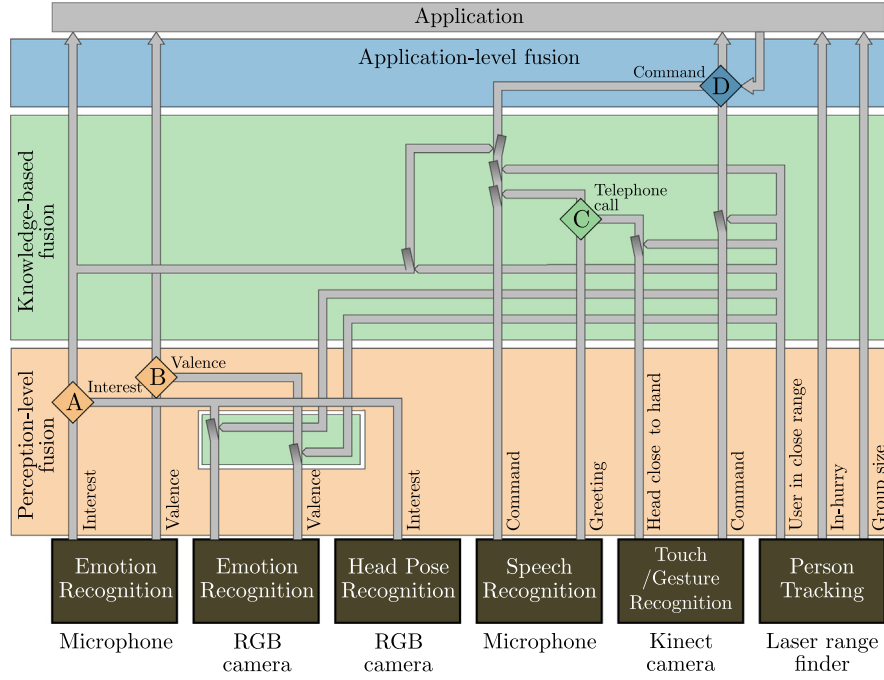 Application
Application-level fusion
Command
D
Knowledge-based
fusion
Telephone
call
C
Perception-level
fusion
Valence
B
Interest
A
Interest
Valence
Valence
Interest
Command
Greeting
Head close to hand
Command
User in close range
In-hurry
Group size
Emotion
Recognition
Emotion
Recognition
Head Pose
Recognition
Speech
Recognition
Touch
/Gesture
Recognition
Person
Tracking
Microphone
RGB
camera
RGB
camera
Microphone
Kinect
camera
Laser range
finder